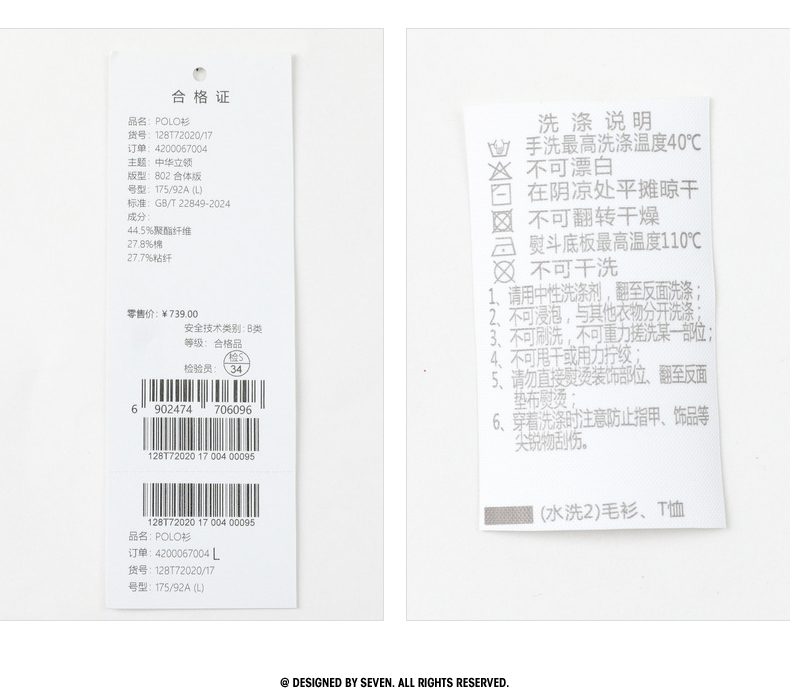 合格证
品名: POLO衫
货号: 128T72020/17
订单: 4200067004
主题: 中华立领
版型: 802 合体版
号型: 175/92A (L)
标准: GB/T 22849-2024
成分:
44.5%聚酯纤维
27.8%棉
27.7%粘纤
零售价: ¥739.00
安全技术类别: B类
等级: 合格品
检验员: 检S 34
6 902474 706096
128T72020 17 004 00095
128T72020 17 004 00095
品名: POLO衫
订单: 4200067004 L
货号: 128T72020/17
号型: 175/92A (L)
洗涤说明
手洗最高洗涤温度40℃
不可漂白
在阴凉处平摊晾干
不可翻转干燥
熨斗底板最高温度110℃
不可干洗
1、请用中性洗涤剂，翻至反面洗涤；
2、不可浸泡，与其他衣物分开洗涤；
3、不可刷洗，不可重力搓洗某一部位；
4、不可甩干或用力拧绞；
5、请勿直接熨烫装饰部位、翻至反面
垫布熨烫；
6、穿着洗涤时注意防止指甲、饰品等
尖锐物刮伤。
(水洗2)毛衫、T恤
@ DESIGNED BY SEVEN. ALL RIGHTS RESERVED.